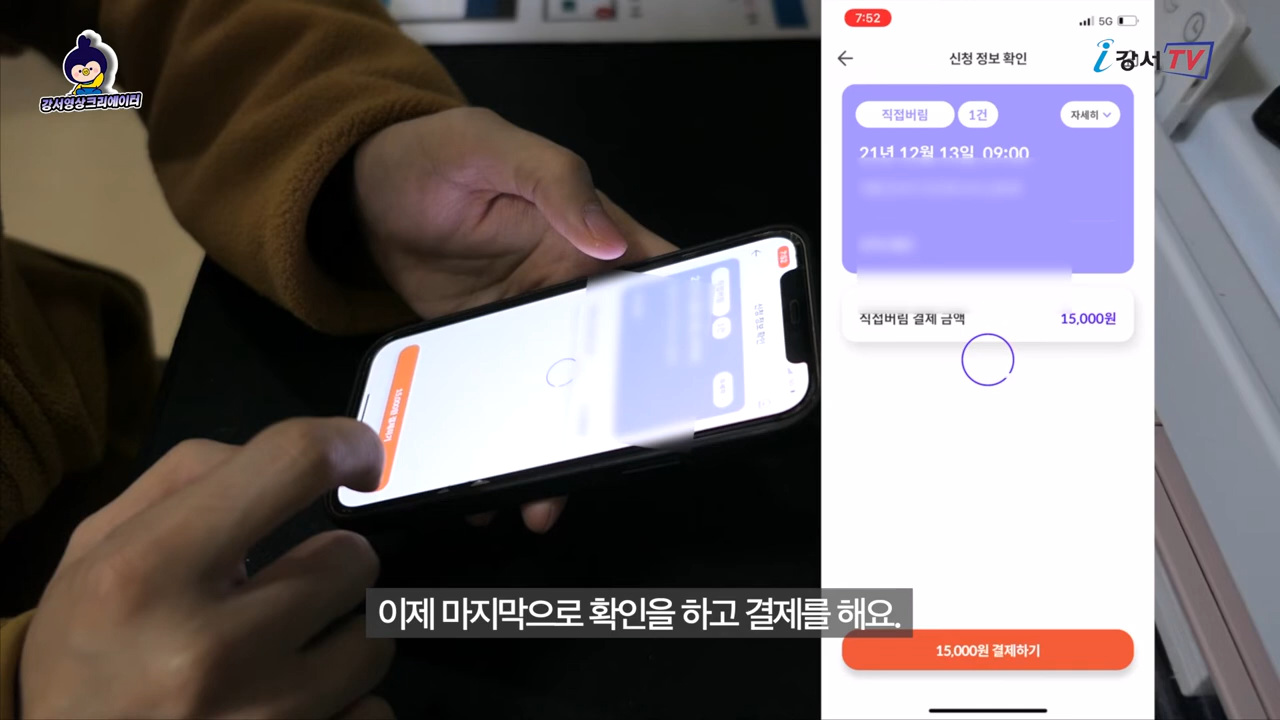 강서영상크리에이터
7:52
5G
신청 정보 확인
i강서TV
직접버림
1건
자세히
21년 12월 13일, 09:00
직접버림 결제 금액
15,000원
이제 마지막으로 확인을 하고 결제를 해요.
15,000원 결제하기